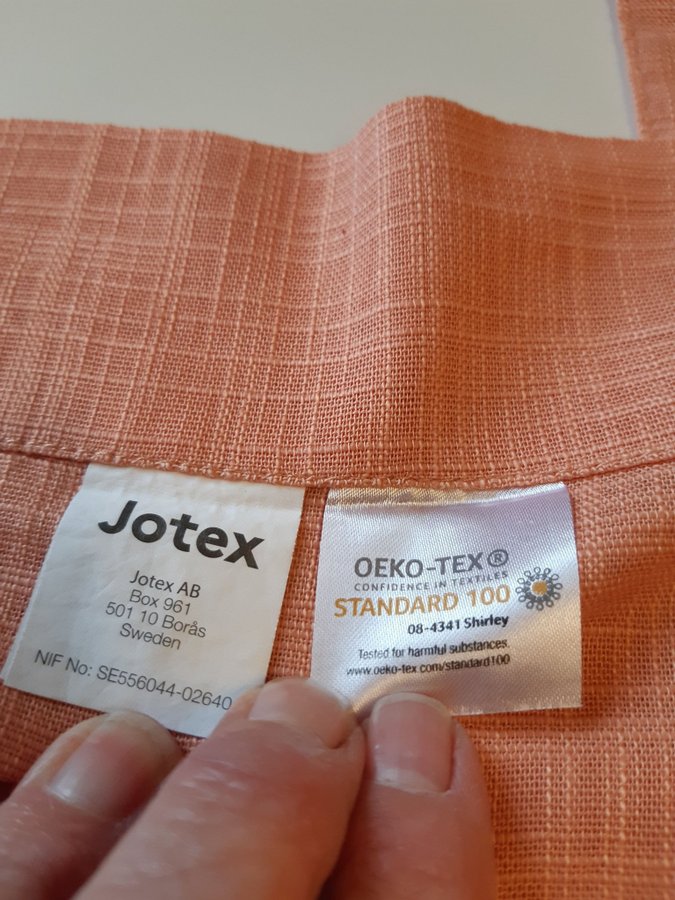 Jotex
Jotex AB
Box 961
501 10 Borås
Sweden
NIF No: SE556044-02640
OEKO-TEX®
CONFIDENCE IN TEXTILES
STANDARD 100
08-4341 Shirley
Tested for harmful substances.
www.oeko-tex.com/standard100